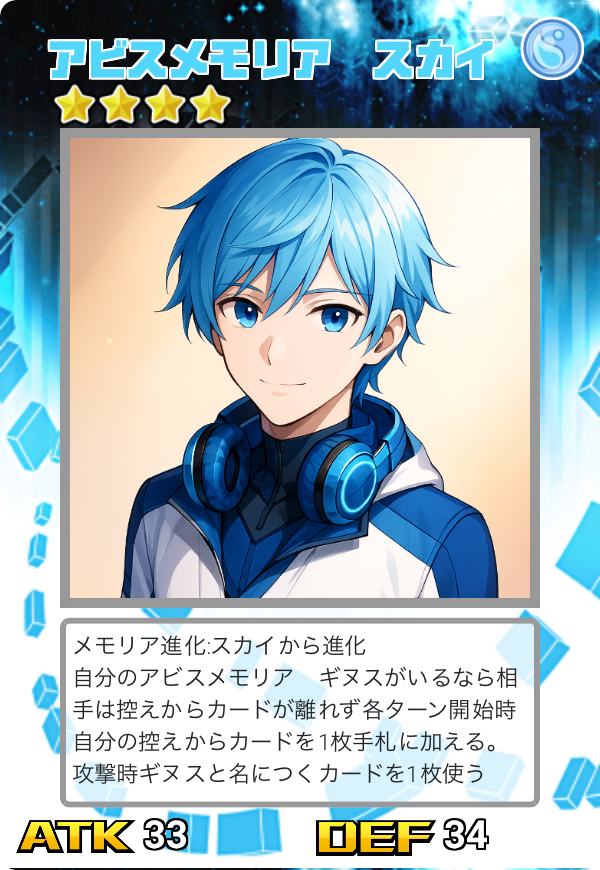 アビスメモリア　スカイ
メモリア進化:スカイから進化
自分のアビスメモリア　ギヌスがいるなら相
手は控えからカードが離れず各ターン開始時
自分の控えからカードを1枚手札に加える。
攻撃時ギヌスと名につくカードを1枚使う
ATK 33 DEF 34